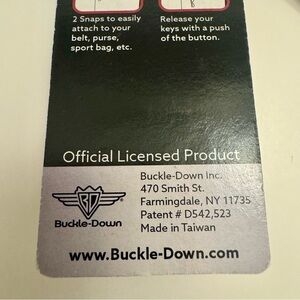 2 Snaps to easily
attach to your
belt, purse,
sport bag, etc.
Release your
keys with a push
of the button.
Official Licensed Product
BD
Buckle-Down
Buckle-Down Inc.
470 Smith St.
Farmingdale, NY 11735
Patent # D542,523
Made in Taiwan
www.Buckle-Down.com